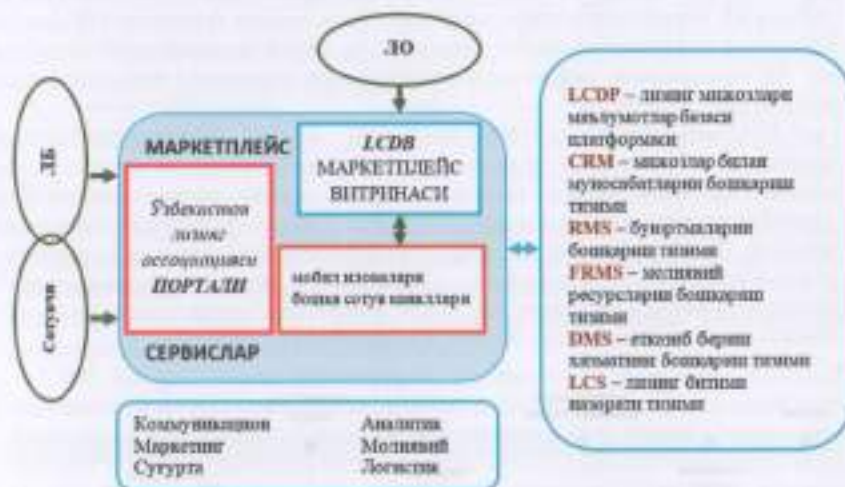 ЛО
ЛБ
Сотувчи
МАРКЕТПЛЕЙС
LCDB
МАРКЕТПЛЕЙС
ВИТРИНАСИ
Ўзбекистон
лизинг
ассоциацияси
ПОРТАЛИ
мобил иловалари
бошқа сотув каналлари
СЕРВИСЛАР
LCDP – лизинг мижозлари
маълумотлар базаси
платформаси
CRM – мижозлар билан
муносабатларни бошқариш
тизими
RMS – буюртмаларни
бошқариш тизими
FRMS – молиявий
ресурсларни бошқариш
тизими
DMS – етказиб бериш
хизматини бошқариш тизими
LCS – лизинг битими
назорати тизими
Коммуникацион
Маркетинг
Суғурта
Аналитик
Молиявий
Логистик